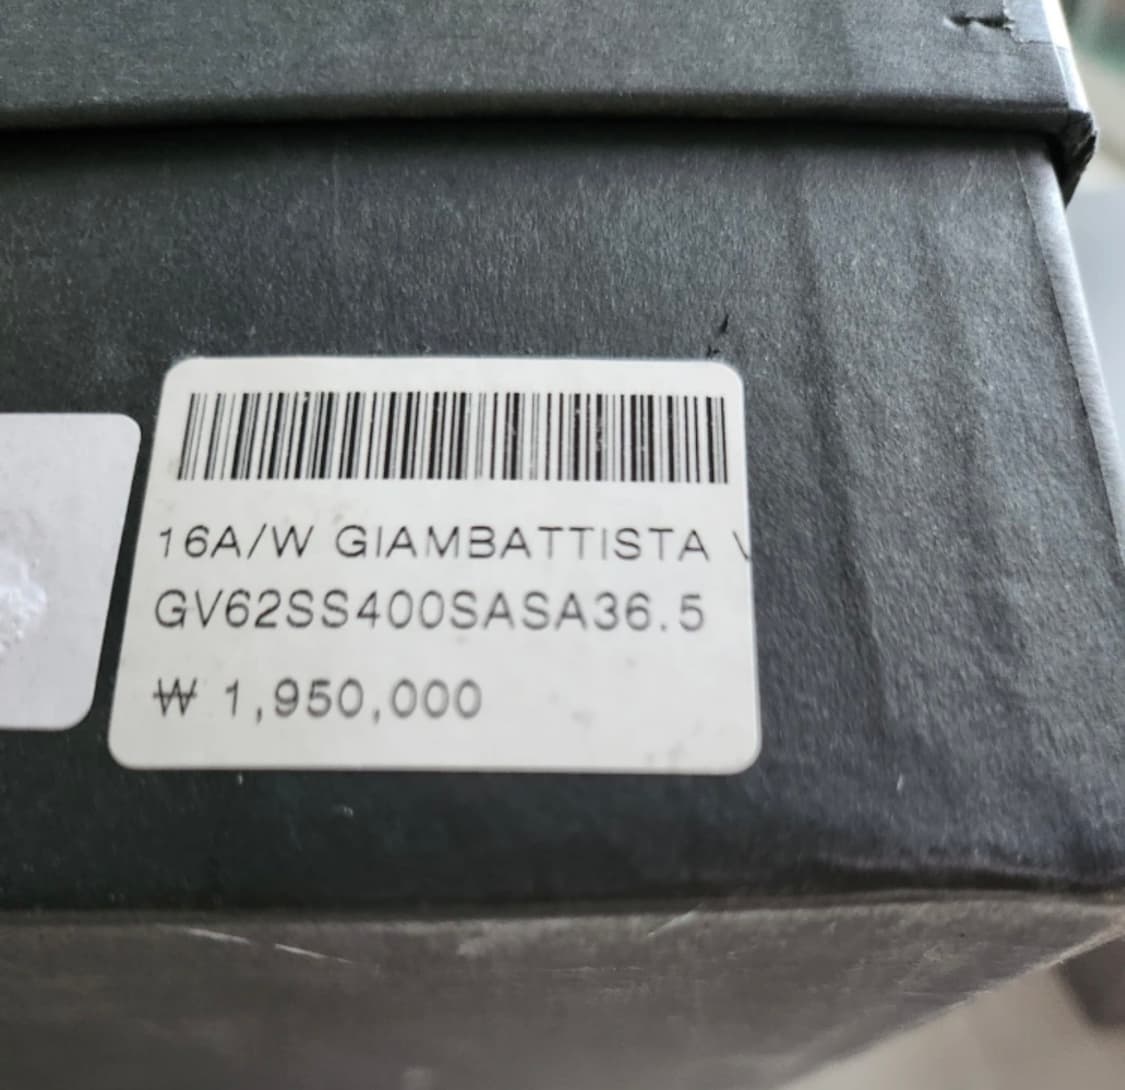 16A/W GIAMBATTISTA V
GV62SS400SASA36.5
₩ 1,950,000